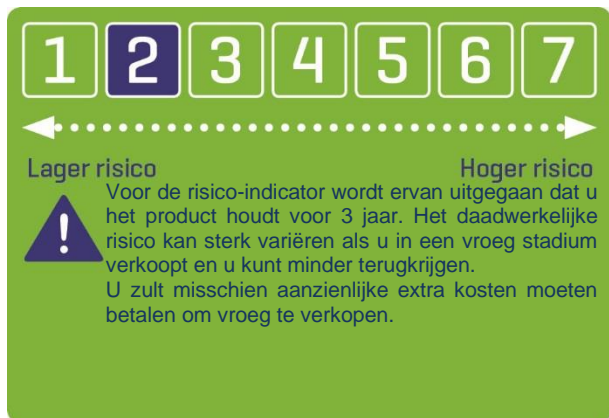 1 2 3 4 5 6 7
Lager risico Hoger risico
Voor de risico-indicator wordt ervan uitgegaan dat u
het product houdt voor 3 jaar. Het daadwerkelijke
risico kan sterk variëren als u in een vroeg stadium
verkoopt en u kunt minder terugkrijgen.
U zult misschien aanzienlijke extra kosten moeten
betalen om vroeg te verkopen.